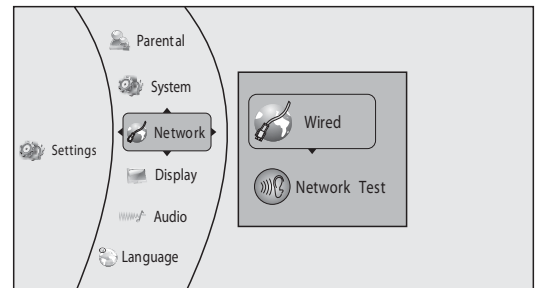 Settings
Parental
System
Network
Display
Audio
Language
Wired
Network Test